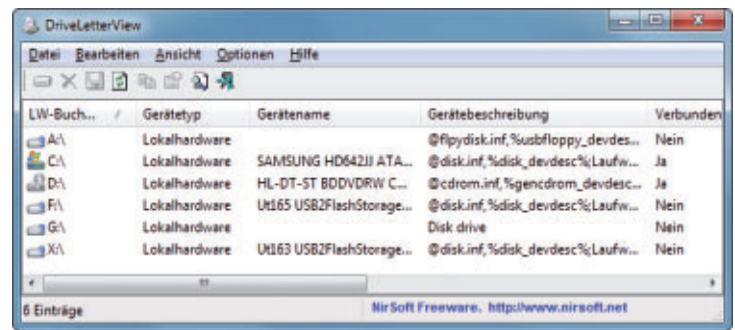 DriveLetterView
Datei Bearbeiten Ansicht Optionen Hilfe
LW-Buch... / Gerätetyp Gerätename Gerätebeschreibung Verbunden
A:\ Lokalhardware @flpydisk.inf,%usbfloppy_devdes... Nein
C:\ Lokalhardware SAMSUNG HD642JJ ATA... @disk.inf,%disk_devdesc%;Laufw... Ja
D:\ Lokalhardware HL-DT-ST BDDVDRW C... @cdrom.inf,%gencdrom_devdesc... Ja
F:\ Lokalhardware Ut165 USB2FlashStorage... @disk.inf,%disk_devdesc%;Laufw... Nein
G:\ Lokalhardware Disk drive Nein
X:\ Lokalhardware Ut163 USB2FlashStorage... @disk.inf,%disk_devdesc%;Laufw... Nein
6 Einträge NirSoft Freeware. http://www.nirsoft.net